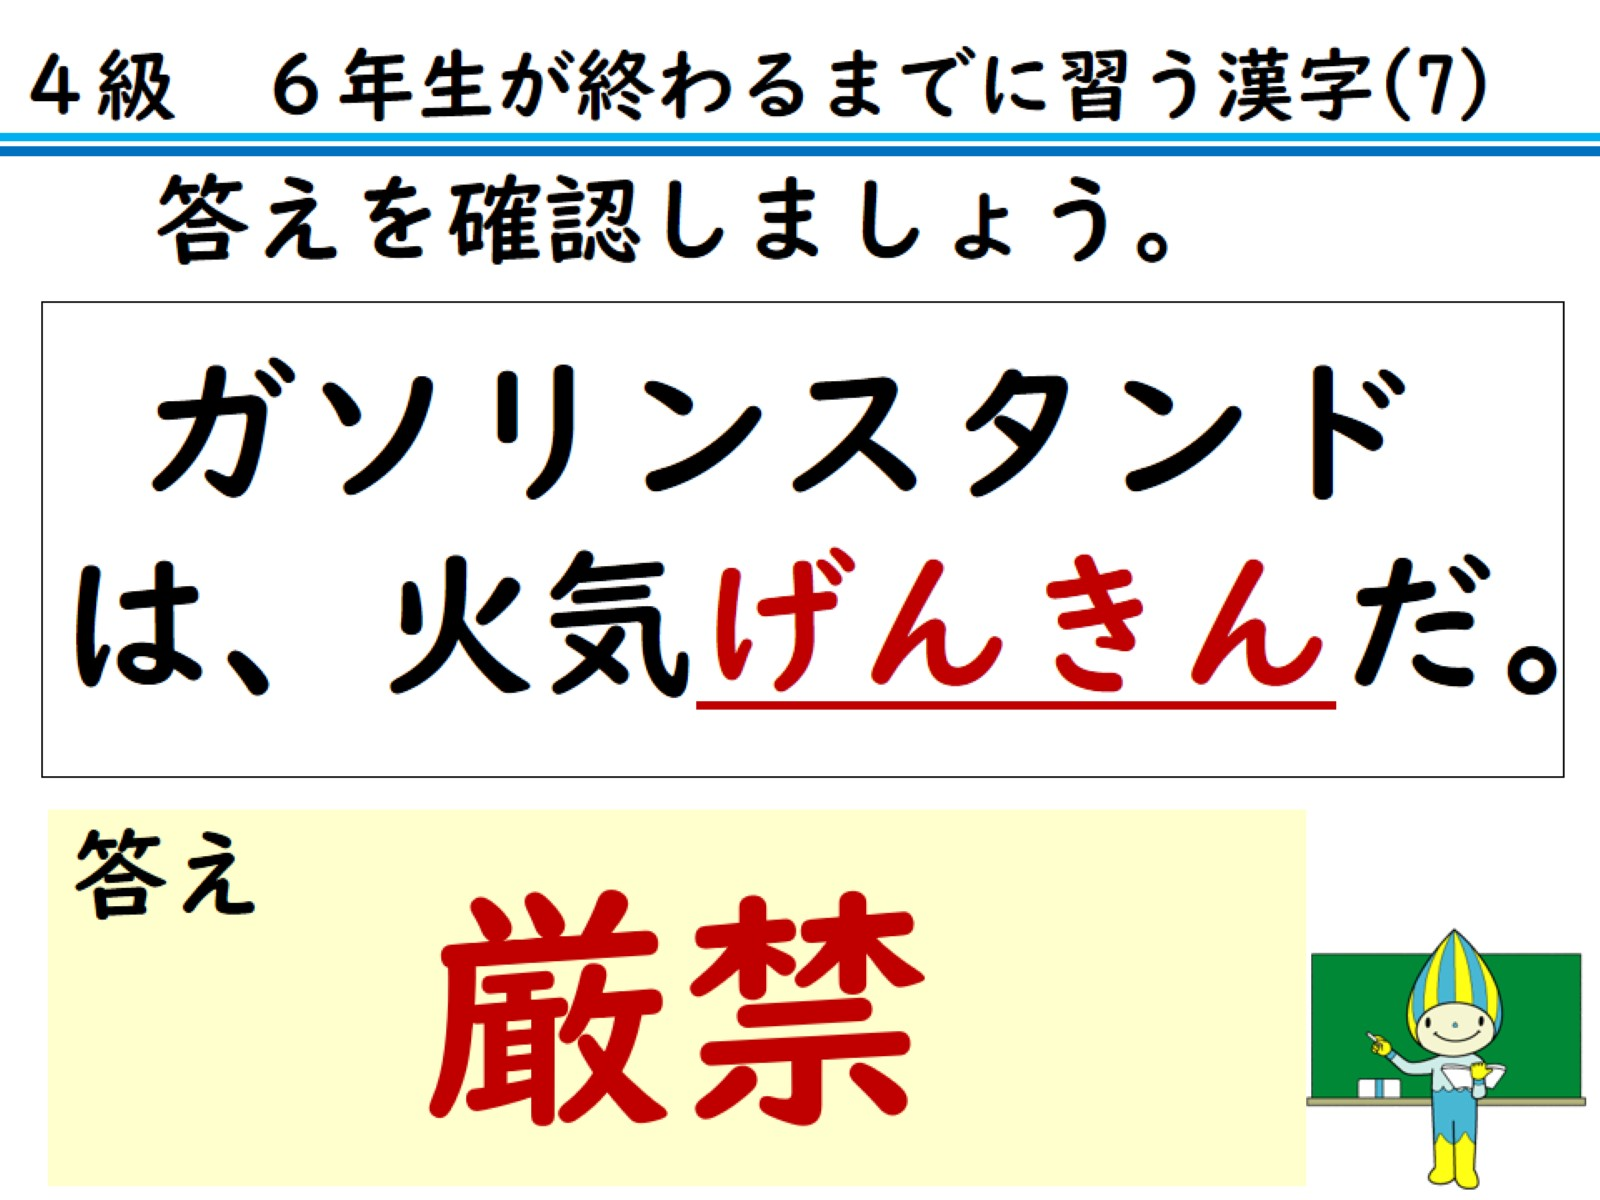 ４級　６年生が終わるまでに習う漢字(7)
答えを確認しましょう。
ガソリンスタンド
は、火気げんきんだ。
答え
厳禁